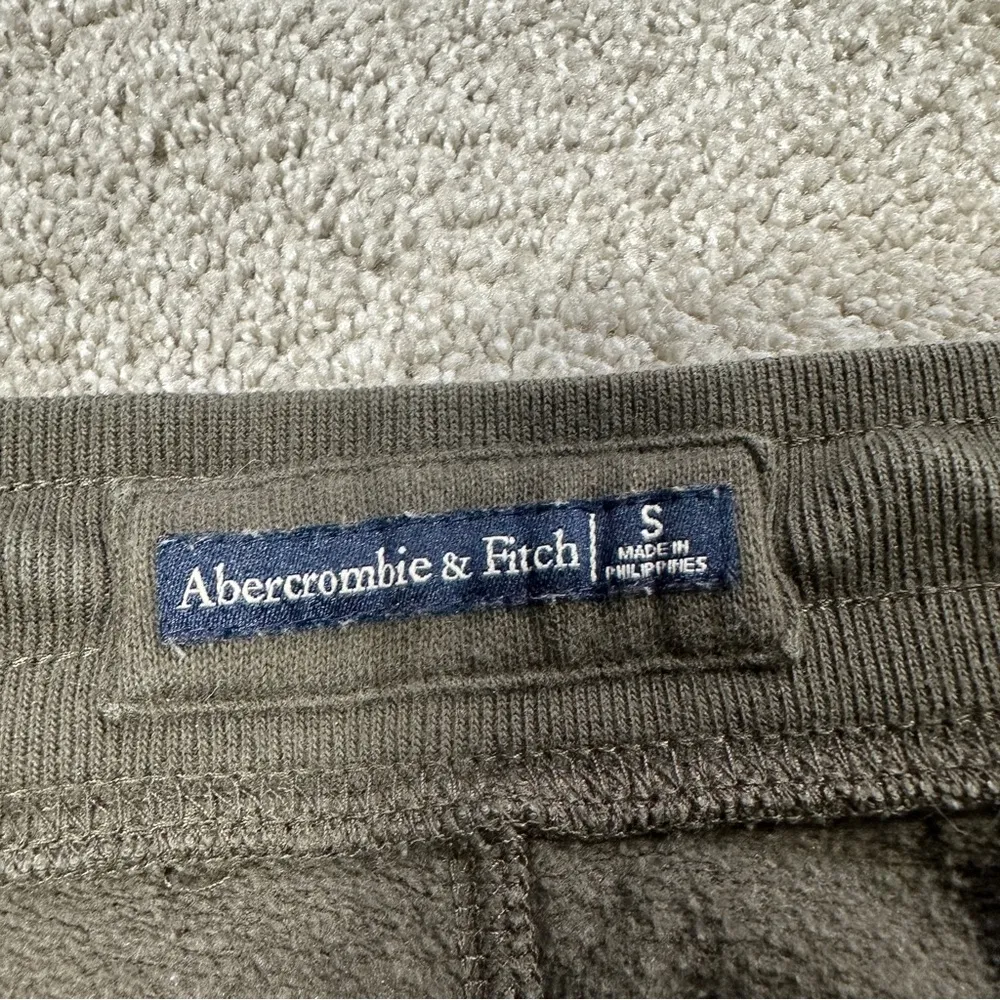 Abercrombie & Fitch
S
MADE IN
PHILIPPINES